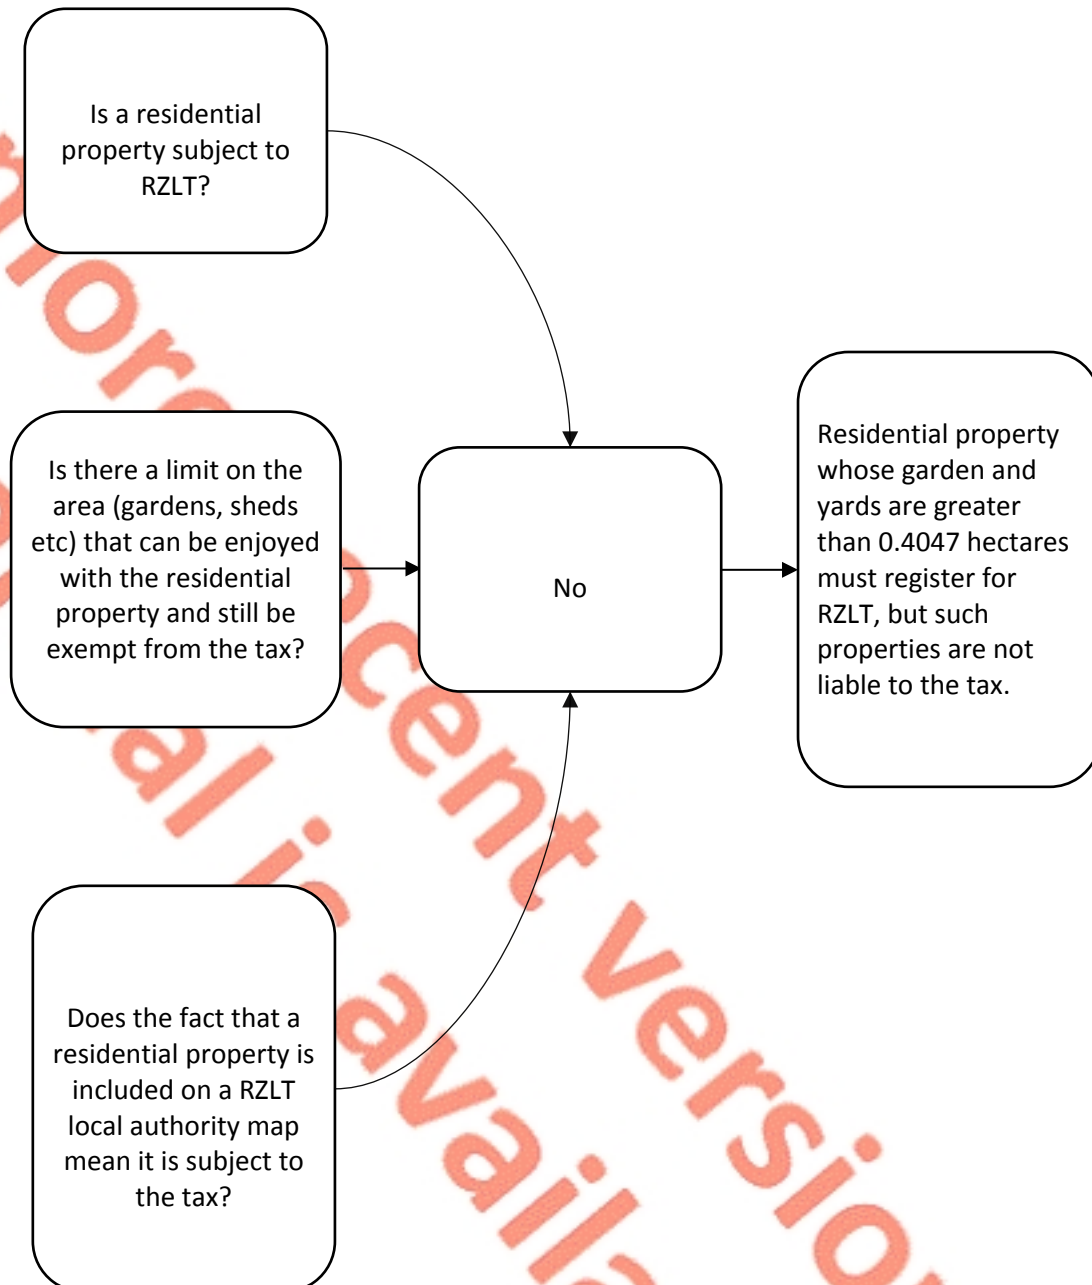 Is a residential
property subject to
RZLT?
Is there a limit on the
area (gardens, sheds
etc) that can be enjoyed
with the residential
property and still be
exempt from the tax?
Does the fact that a
residential property is
included on a RZLT
local authority map
mean it is subject to
the tax?
No
Residential property
whose garden and
yards are greater
than 0.4047 hectares
must register for
RZLT, but such
properties are not
liable to the tax.
more
version
is